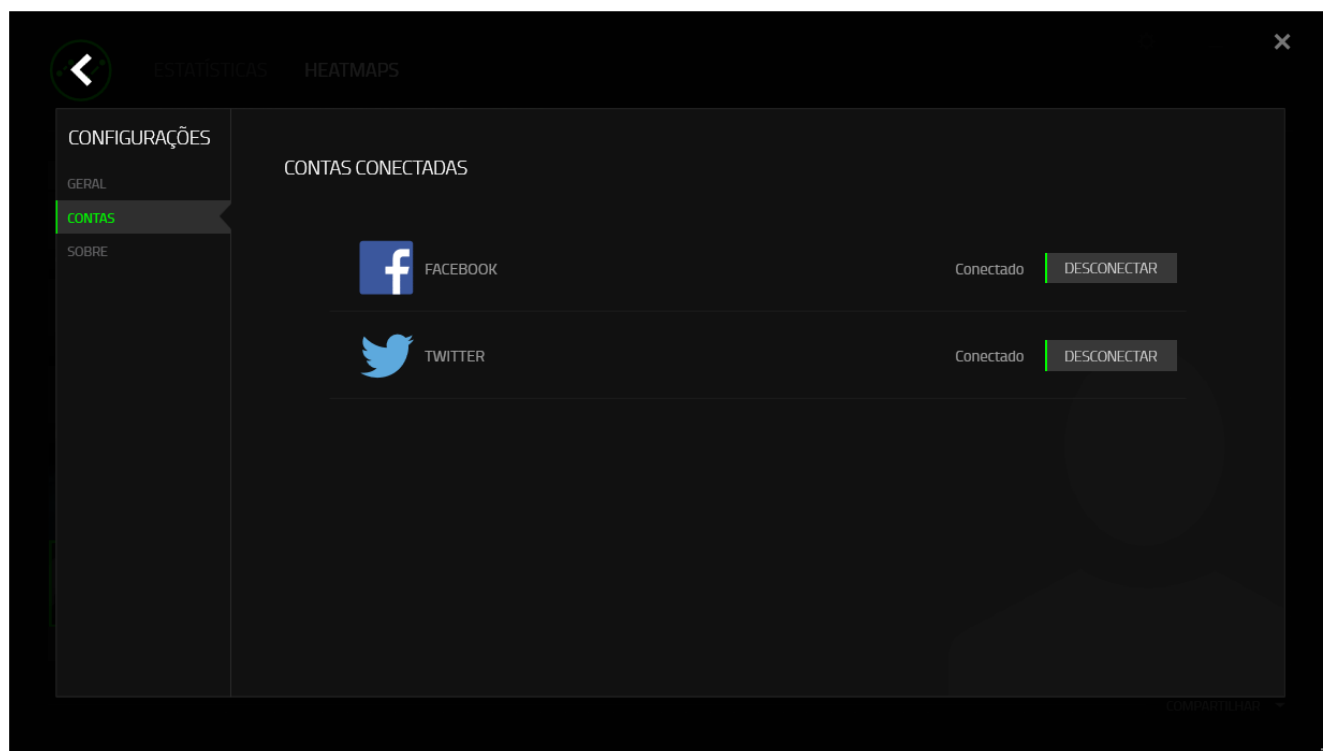 ESTATÍSTICAS HEATMAPS
CONFIGURAÇÕES
GERAL
CONTAS
SOBRE
CONTAS CONECTADAS
FACEBOOK Conectado DESCONECTAR
TWITTER Conectado DESCONECTAR
COMPARTILHAR